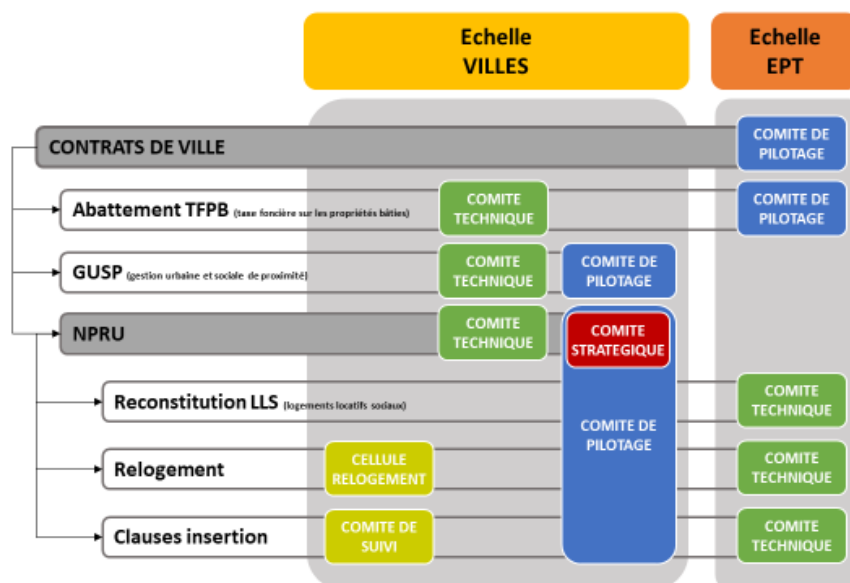 Echelle
VILLES
Echelle
EPT
CONTRATS DE VILLE
COMITE DE
PILOTAGE
Abattement TFPB (taxe foncière sur les propriétés bâties)
COMITE
TECHNIQUE
COMITE DE
PILOTAGE
GUSP (gestion urbaine et sociale de proximité)
COMITE
TECHNIQUE
COMITE DE
PILOTAGE
NPRU
COMITE
TECHNIQUE
COMITE
STRATEGIQUE
Reconstitution LLS (logements locatifs sociaux)
COMITE DE
PILOTAGE
COMITE
TECHNIQUE
Relogement
CELLULE
RELOGEMENT
COMITE
TECHNIQUE
Clauses insertion
COMITE DE
SUIVI
COMITE
TECHNIQUE